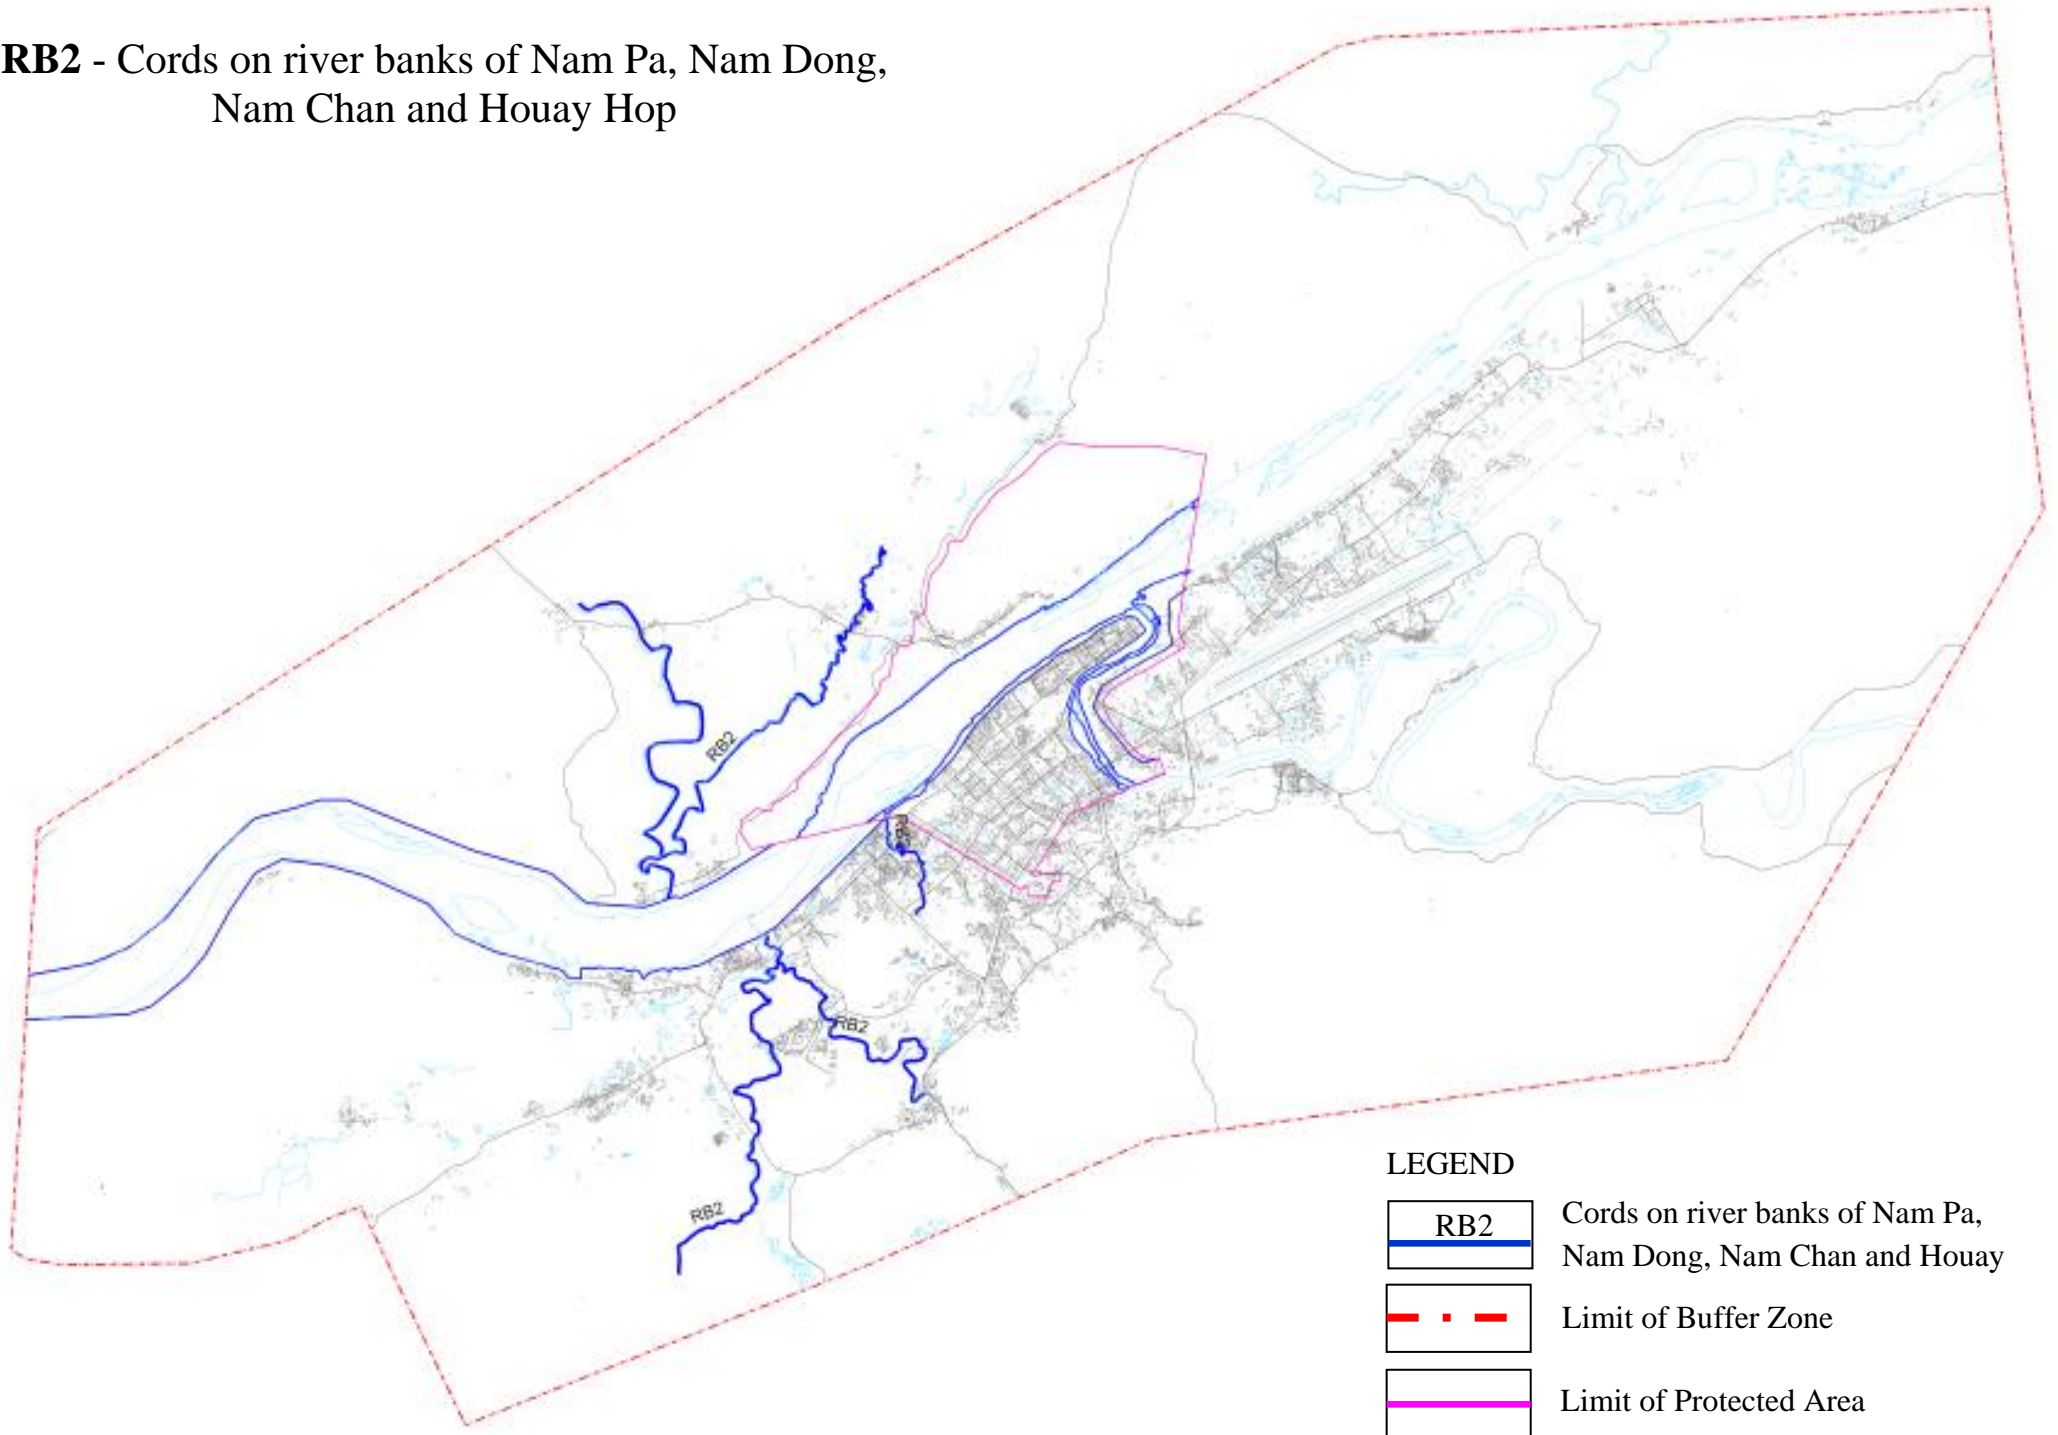 RB2 - Cords on river banks of Nam Pa, Nam Dong,
Nam Chan and Houay Hop
RB2
RB2
RB2
RB2
LEGEND
RB2
Cords on river banks of Nam Pa,
Nam Dong, Nam Chan and Houay
Limit of Buffer Zone
Limit of Protected Area